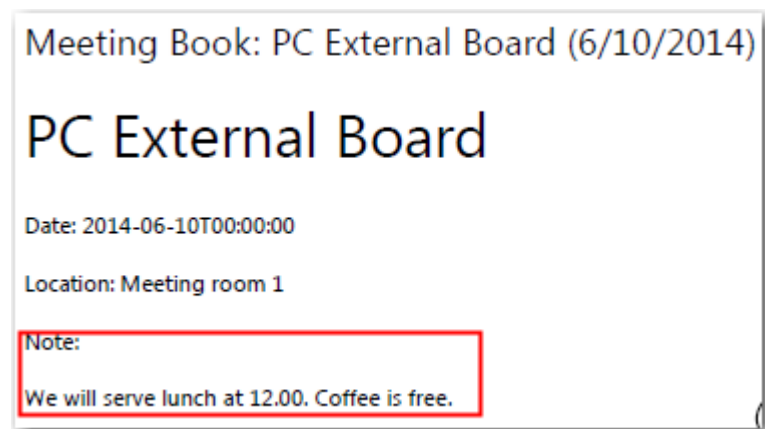 Meeting Book: PC External Board (6/10/2014)
PC External Board
Date: 2014-06-10T00:00:00
Location: Meeting room 1
Note:
We will serve lunch at 12.00. Coffee is free.